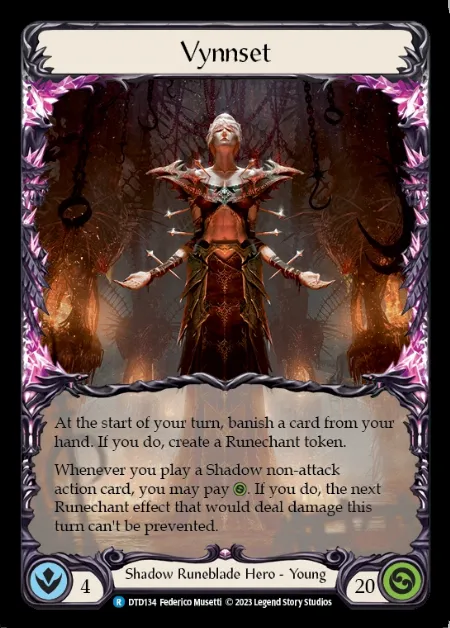 Vynnset
At the start of your turn, banish a card from your
hand. If you do, create a Runechant token.
Whenever you play a Shadow non-attack
action card, you may pay . If you do, the next
Runechant effect that would deal damage this
turn can't be prevented.
4
Shadow Runeblade Hero - Young
20
R DTD134 Federico Musetti © 2023 Legend Story Studios